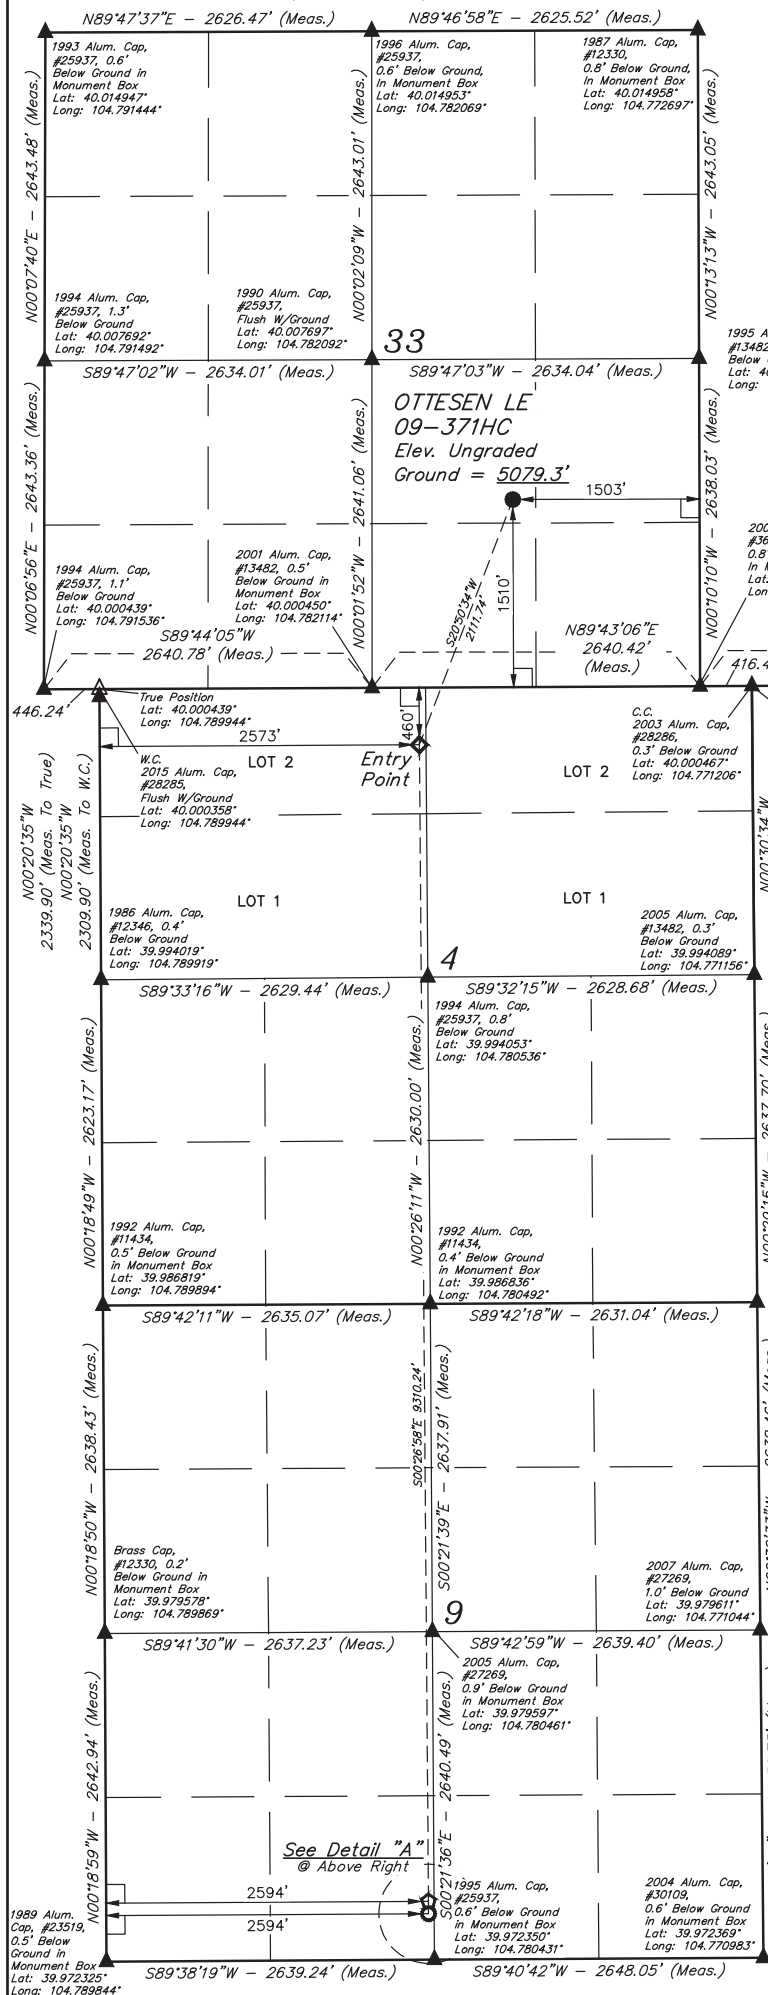 N89°47'37"E - 2626.47' (Meas.)
N89°46'58"E - 2625.52' (Meas.)
1993 Alum. Cap,
#25937, 0.6'
Below Ground in
Monument Box
Lat: 40.014947°
Long: 104.791444°
1996 Alum. Cap,
#25937,
0.6' Below Ground,
In Monument Box
Lat: 40.014953°
Long: 104.782069°
1987 Alum. Cap,
#12330,
0.8' Below Ground,
In Monument Box
Lat: 40.014958°
Long: 104.772697°
N00°07'40"E - 2643.48' (Meas.)
N00°02'09"W - 2643.01' (Meas.)
N00°13'13"W - 2643.05' (Meas.)
1994 Alum. Cap,
#25937, 1.3'
Below Ground
Lat: 40.007692°
Long: 104.791492°
1990 Alum. Cap,
#25937,
Flush W/Ground
Lat: 40.007697°
Long: 104.782092°
33
1995 A
#13482
Below
Lat: 4
Long:
S89°47'02"W - 2634.01' (Meas.)
S89°47'03"W - 2634.04' (Meas.)
OTTESEN LE
09-371HC
Elev. Ungraded
Ground = 5079.3'
1503'
1510'
S20°50'34"W
2111.74'
N00°06'56"E - 2643.36' (Meas.)
N00°01'52"W - 2641.06' (Meas.)
N00°10'10"W - 2638.03' (Meas.)
1994 Alum. Cap,
#25937, 1.1'
Below Ground
Lat: 40.000439°
Long: 104.791536°
2001 Alum. Cap,
#13482, 0.5'
Below Ground in
Monument Box
Lat: 40.000450°
Long: 104.782114°
200
#36
0.8'
In M
Lat:
Lon
S89°44'05"W
2640.78' (Meas.)
N89°43'06"E
2640.42'
(Meas.)
416.4
446.24'
True Position
Lat: 40.000439°
Long: 104.789944°
2573'
460'
Entry
Point
W.C.
2015 Alum. Cap,
#28285,
Flush W/Ground
Lat: 40.000358°
Long: 104.789944°
LOT 2
LOT 2
C.C.
2003 Alum. Cap,
#28286,
0.3' Below Ground
Lat: 40.000467°
Long: 104.771206°
N00°20'35"W
2339.90' (Meas. To True)
N00°20'35"W
2309.90' (Meas. To W.C.)
N00°30'34"W
LOT 1
LOT 1
1986 Alum. Cap,
#12346, 0.4'
Below Ground
Lat: 39.994019°
Long: 104.789919°
2005 Alum. Cap,
#13482, 0.3'
Below Ground
Lat: 39.994089°
Long: 104.771156°
4
S89°33'16"W - 2629.44' (Meas.)
S89°32'15"W - 2628.68' (Meas.)
1994 Alum. Cap,
#25937, 0.8'
Below Ground
Lat: 39.994053°
Long: 104.780536°
N00°18'49"W - 2623.17' (Meas.)
N00°26'11"W - 2630.00' (Meas.)
2637.70' (Meas.
1992 Alum. Cap,
#11434,
0.5' Below Ground
in Monument Box
Lat: 39.986819°
Long: 104.789894°
1992 Alum. Cap,
#11434,
0.4' Below Ground
in Monument Box
Lat: 39.986836°
Long: 104.780492°
S89°42'11"W - 2635.07' (Meas.)
S89°42'18"W - 2631.04' (Meas.)
N00°18'50"W - 2638.43' (Meas.)
S00°26'58"E 9310.24'
S00°21'39"E - 2637.91' (Meas.)
Brass Cap,
#12330, 0.2'
Below Ground in
Monument Box
Lat: 39.979578°
Long: 104.789869°
2007 Alum. Cap,
#27269,
1.0' Below Ground
Lat: 39.979611°
Long: 104.771044°
9
S89°41'30"W - 2637.23' (Meas.)
S89°42'59"W - 2639.40' (Meas.)
2005 Alum. Cap,
#27269,
0.9' Below Ground
in Monument Box
Lat: 39.979597°
Long: 104.780461°
N00°18'59"W - 2642.94' (Meas.)
S00°21'36"E - 2640.49' (Meas.)
See Detail "A"
@ Above Right
2594'
2594'
1989 Alum.
Cap, #23519,
0.5' Below
Ground in
Monument Box
Lat: 39.972325°
Long: 104.789844°
1995 Alum. Cap,
#25937,
0.6' Below Ground
in Monument Box
Lat: 39.972350°
Long: 104.780431°
2004 Alum. Cap,
#30109,
0.6' Below Ground
in Monument Box
Lat: 39.972369°
Long: 104.770983°
S89°38'19"W - 2639.24' (Meas.)
S89°40'42"W - 2648.05' (Meas.)